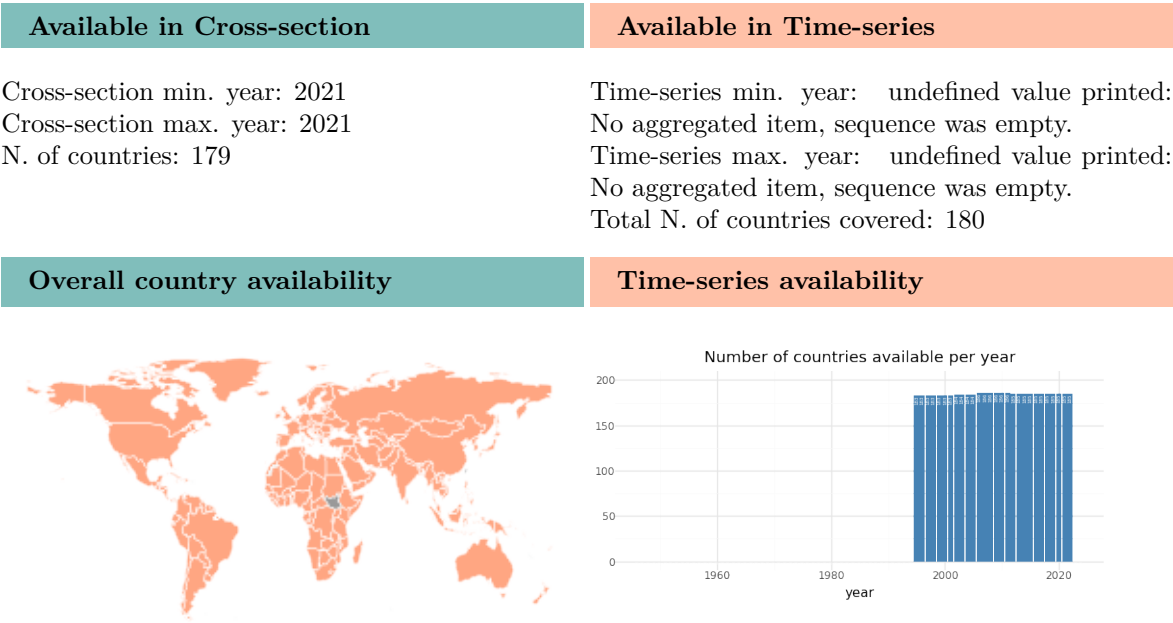 Available in Cross-section
Available in Time-series
Cross-section min. year: 2021
Cross-section max. year: 2021
N. of countries: 179
Time-series min. year: undefined value printed:
No aggregated item, sequence was empty.
Time-series max. year: undefined value printed:
No aggregated item, sequence was empty.
Total N. of countries covered: 180
Overall country availability
Time-series availability
Number of countries available per year
200
150
100
50
0
1960
1980
2000
2020
year